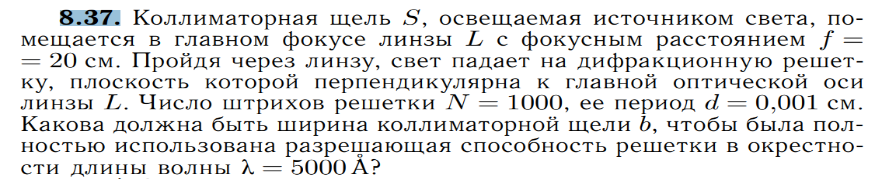 8.37. Коллиматорная щель S, освещаемая источником света, по-
мещается в главном фокусе линзы L с фокусным расстоянием f =
= 20 см. Пройдя через линзу, свет падает на дифракционную решет-
ку, плоскость которой перпендикулярна к главной оптической оси
линзы L. Число штрихов решетки N = 1000, ее период d = 0,001 см.
Какова должна быть ширина коллиматорной щели b, чтобы была пол-
ностью использована разрешающая способность решетки в окрестно-
сти длины волны λ = 5000 Å?